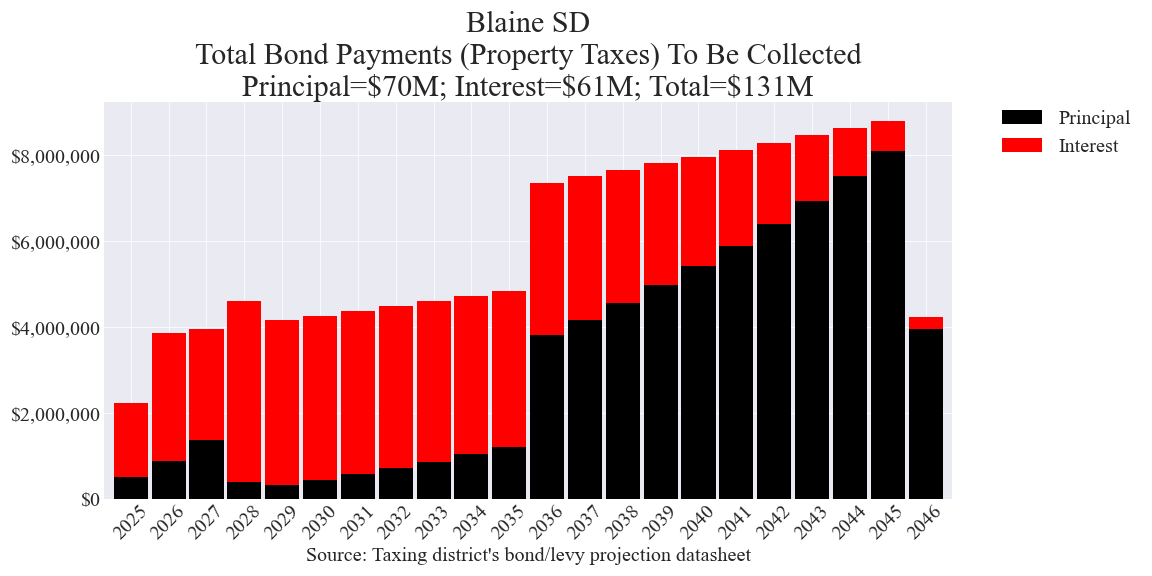 Blaine SD
Total Bond Payments (Property Taxes) To Be Collected
Principal=$70M; Interest=$61M; Total=$131M
Principal
Interest
$8,000,000
$6,000,000
$4,000,000
$2,000,000
$0
2025 2026 2027 2028 2029 2030 2031 2032 2033 2034 2035 2036 2037 2038 2039 2040 2041 2042 2043 2044 2045 2046
Source: Taxing district's bond/levy projection datasheet